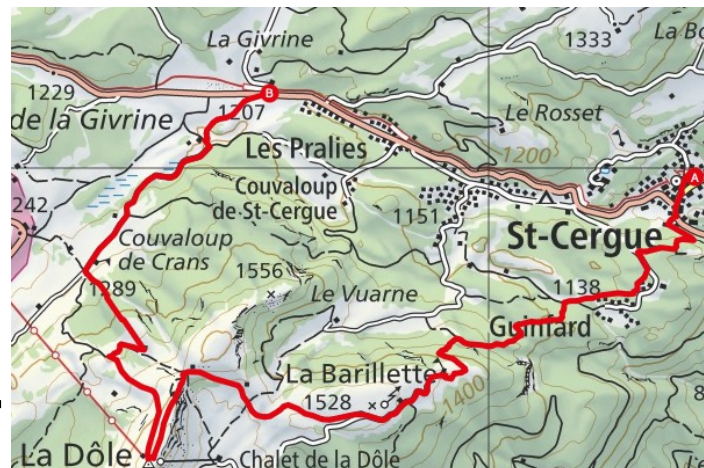 La Givrine
1333
La Bo
1229
B
de la Givrine
1207
Le Rosset
1200
Les Pralies
A
Couvaloup
de-St-Cergue
242
1151
St-Cergue
Couvaloup
de Crans
1556
1289
Le Vuarne
1138
Guinfard
La Barillette
1528
1400
8
La Dôle
Chalet de la Dôle